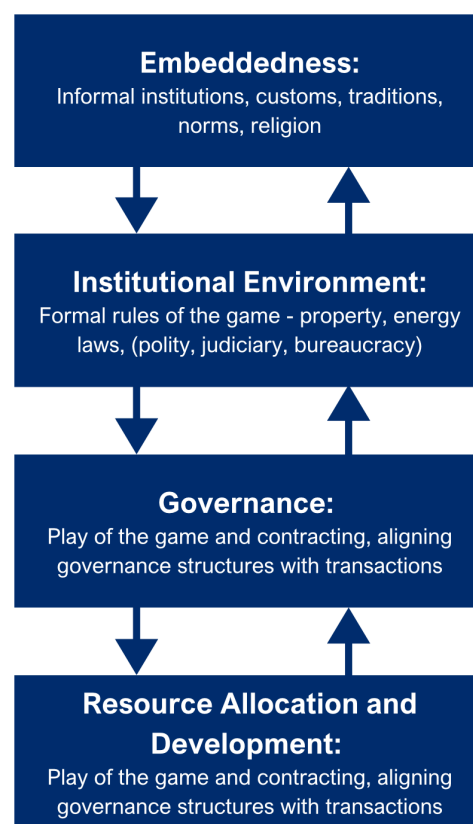 Embeddedness:
Informal institutions, customs, traditions,
norms, religion
Institutional Environment:
Formal rules of the game - property, energy
laws, (polity, judiciary, bureaucracy)
Governance:
Play of the game and contracting, aligning
governance structures with transactions
Resource Allocation and
Development:
Play of the game and contracting, aligning
governance structures with transactions